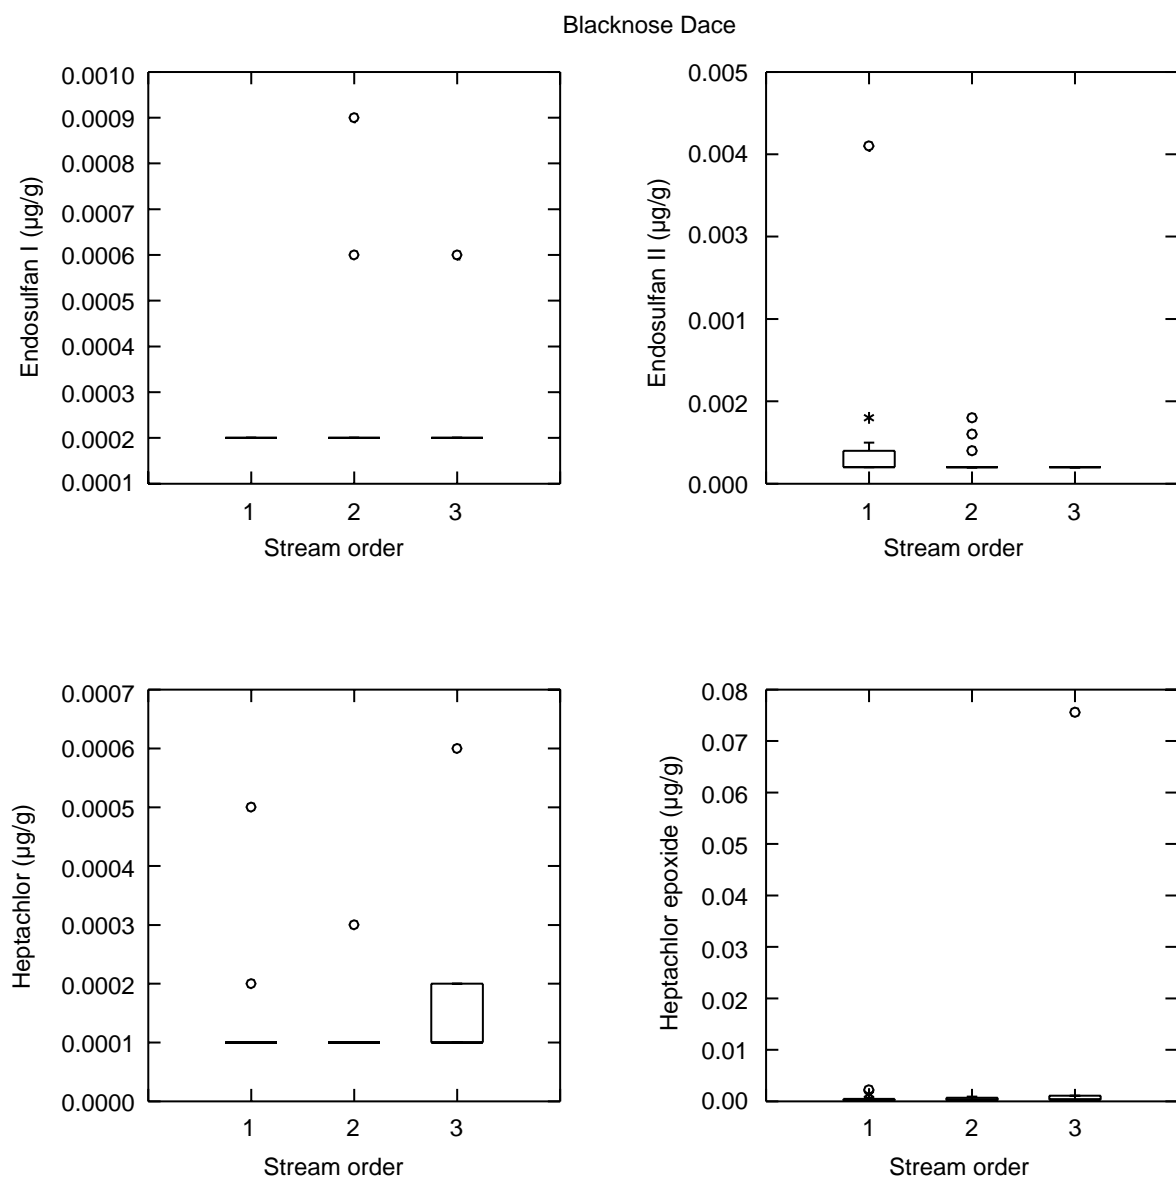 Blacknose Dace
Endosulfan I (µg/g)
0.0010
0.0009
0.0008
0.0007
0.0006
0.0005
0.0004
0.0003
0.0002
0.0001
1 2 3
Stream order
Endosulfan II (µg/g)
0.005
0.004
0.003
0.001
0.002
0.000
1 2 3
Stream order
Heptachlor (µg/g)
0.0007
0.0006
0.0005
0.0003
0.0002
0.0001
0.0000
1 2 3
Stream order
Heptachlor epoxide (µg/g)
0.08
0.07
0.06
0.05
0.04
0.03
0.02
0.01
0.00
1 2 3
Stream order